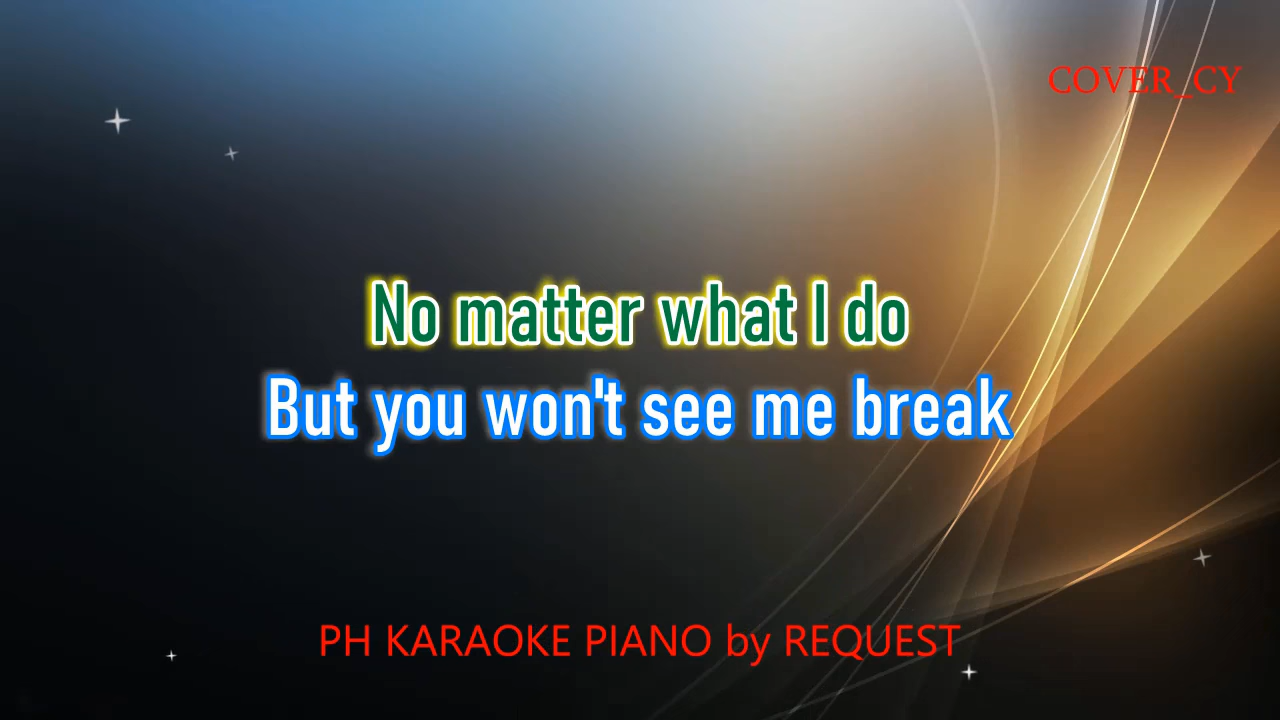 COVER_CY
No matter what I do
But you won't see me break
PH KARAOKE PIANO by REQUEST